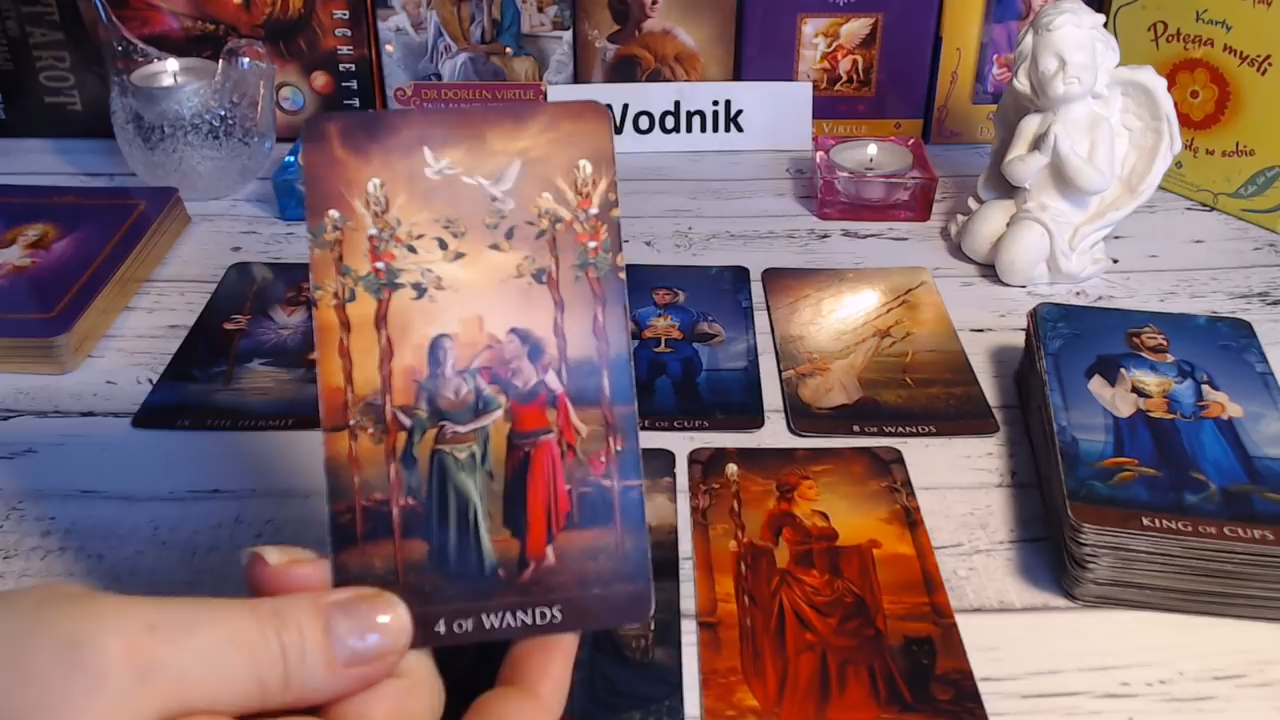 TAROT
RCHETT
DR DOREEN VIRTUE
Wodnik
N VIRTUE
Karty
Potęga myśli
w sobie
IX THE HERMIT
E OF CUPS
8 OF WANDS
KING OF CUPS
4 OF WANDS